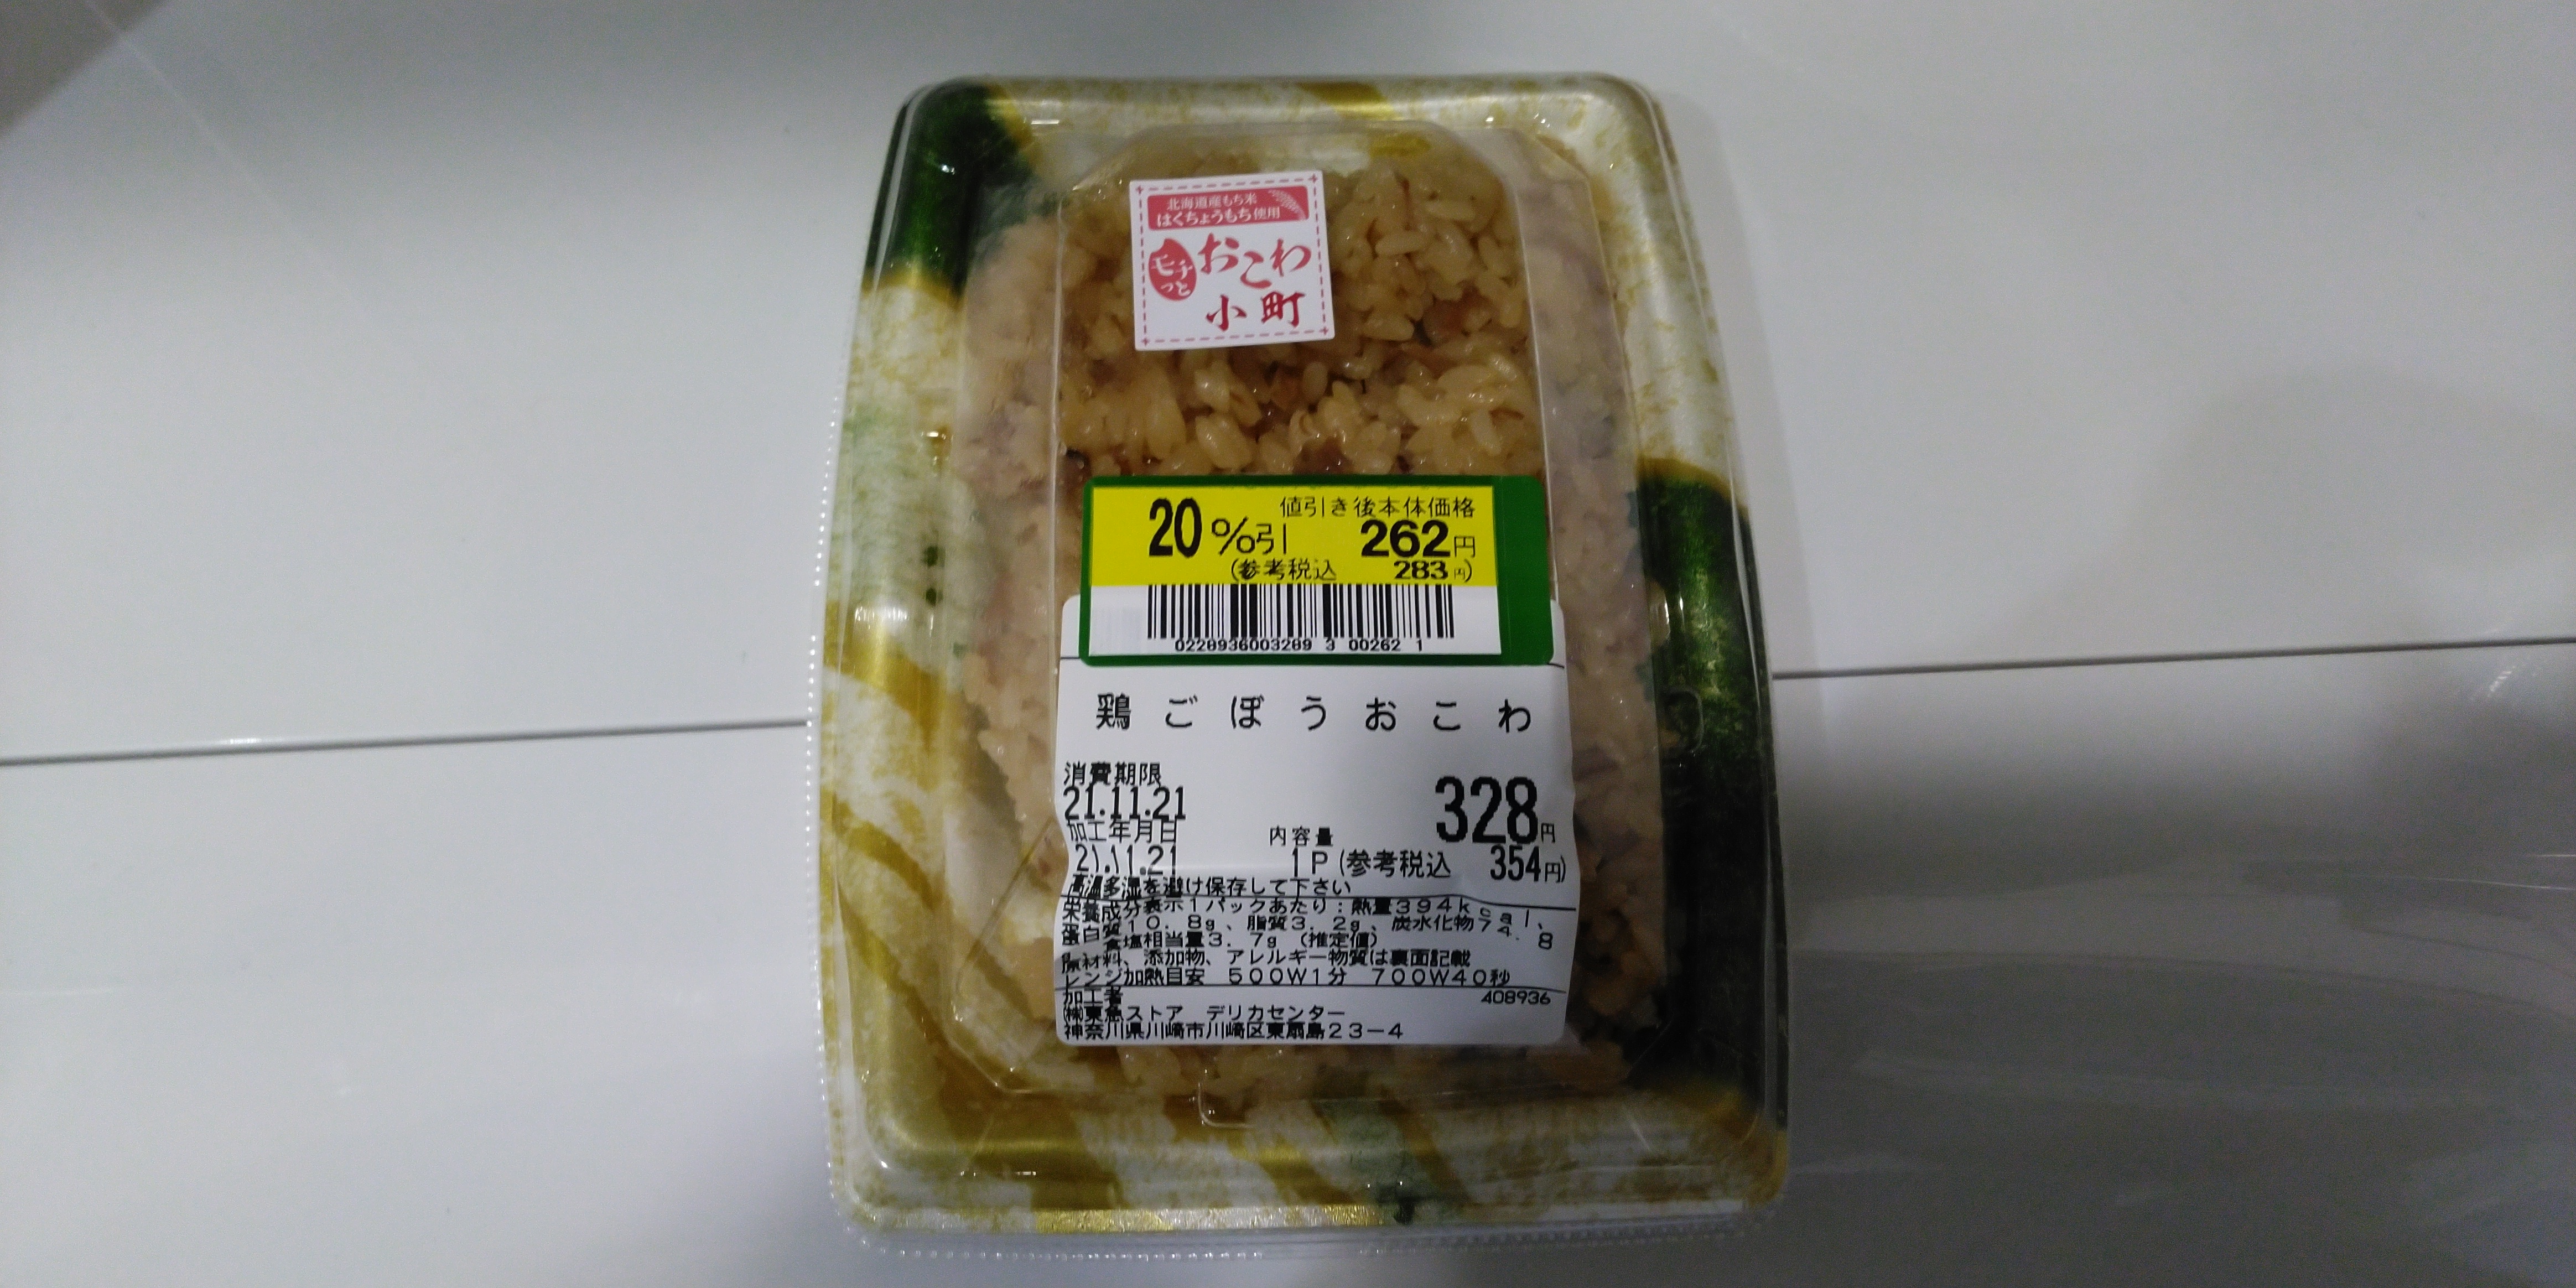 北海道産もち米
はくちょうもち使用
モチっと
おこわ
小町
20%引
値引き後本体価格
262円
(参考税込 283円)
0228936003289 3 00262 1
鶏ごぼうおこわ
消費期限
21.11.21
328円
加工年月日
内容量
21.11.21
1P (参考税込 354円)
高温多湿を避け保存して下さい
栄養成分表示1パックあたり：熱量394kcal、
蛋白質10.8g、脂質3.2g、炭水化物74.8
g、食塩相当量3.7g（推定値）
原材料、添加物、アレルギー物質は裏面記載
レンジ加熱目安 500W1分 700W40秒
加工者
408936
㈱東急ストア デリカセンター
神奈川県川崎市川崎区東扇島23－4